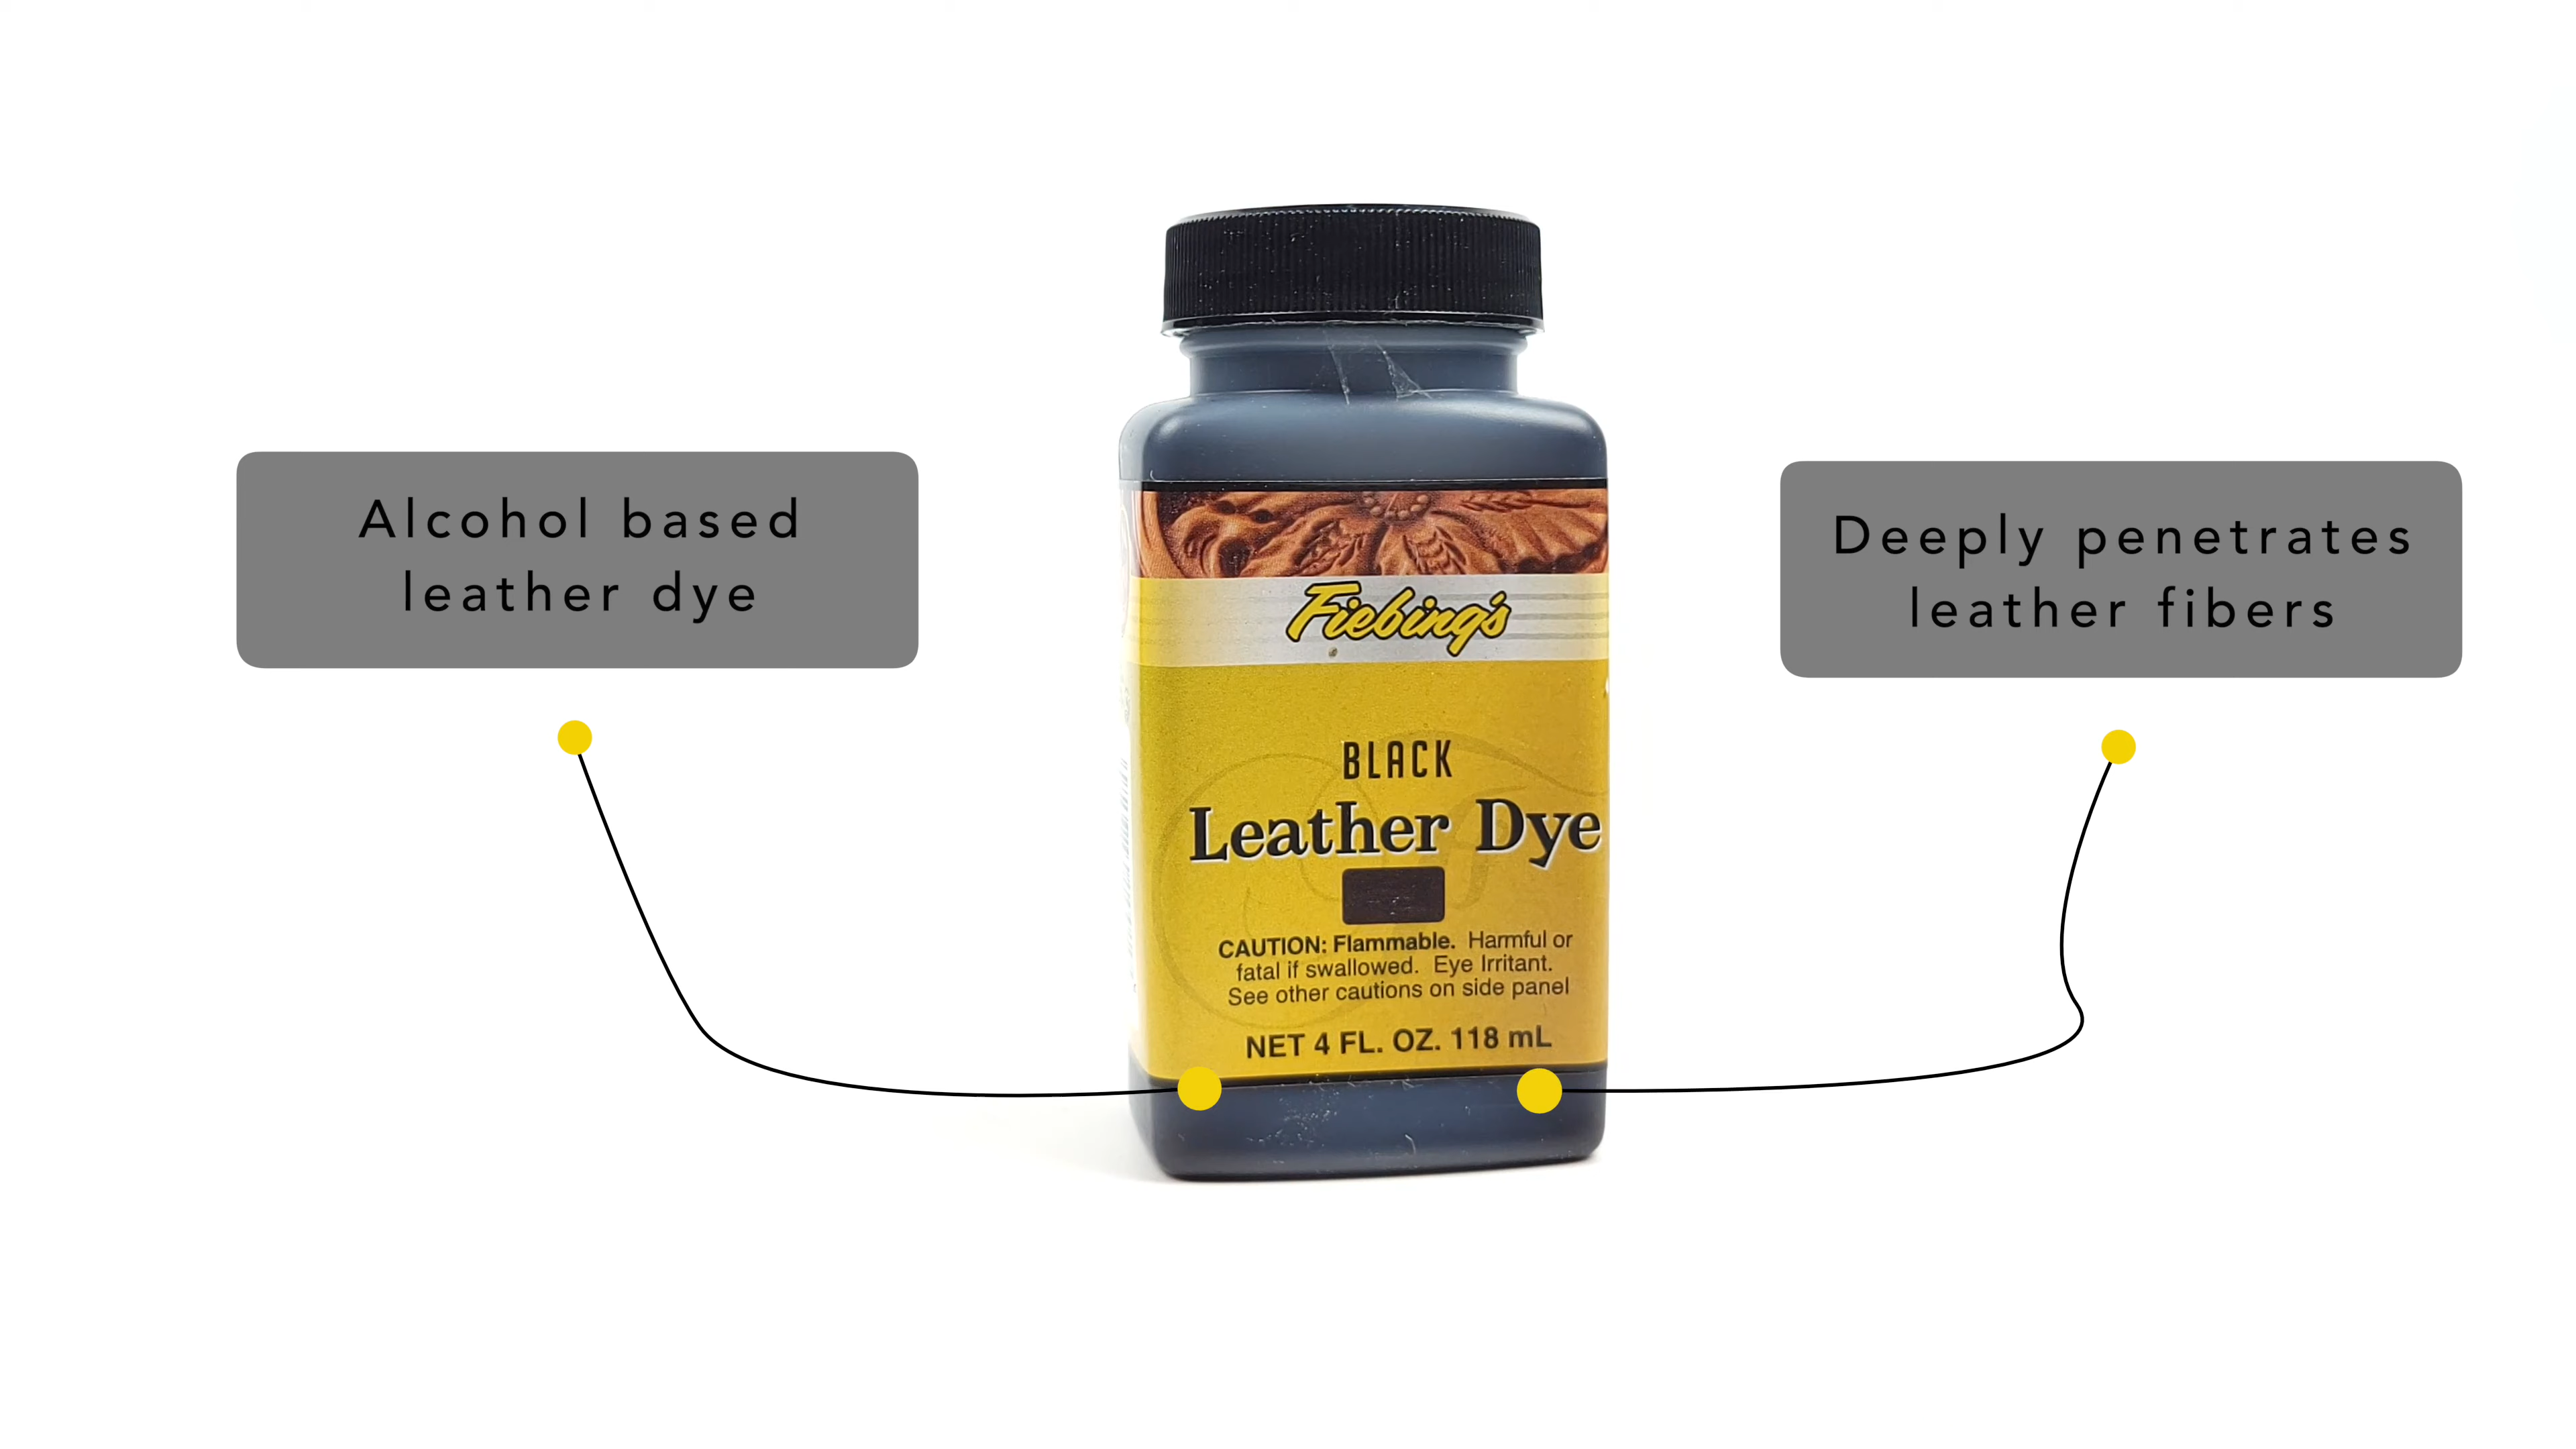 Alcohol based
leather dye
Deeply penetrates
leather fibers
Fiebing's
BLACK
Leather Dye
CAUTION: Flammable. Harmful or
fatal if swallowed. Eye Irritant.
See other cautions on side panel
NET 4 FL. OZ. 118 mL